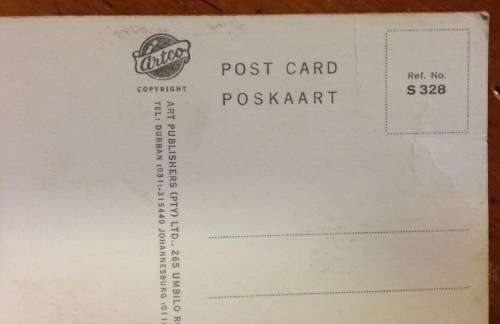 artco
COPYRIGHT
POST CARD
POSKAART
Ref. No.
S 328
ART PUBLISHERS (PTY) LTD., 265 UMBILO
TEL: DURBAN (031)-315440 JOHANNESBURG (011